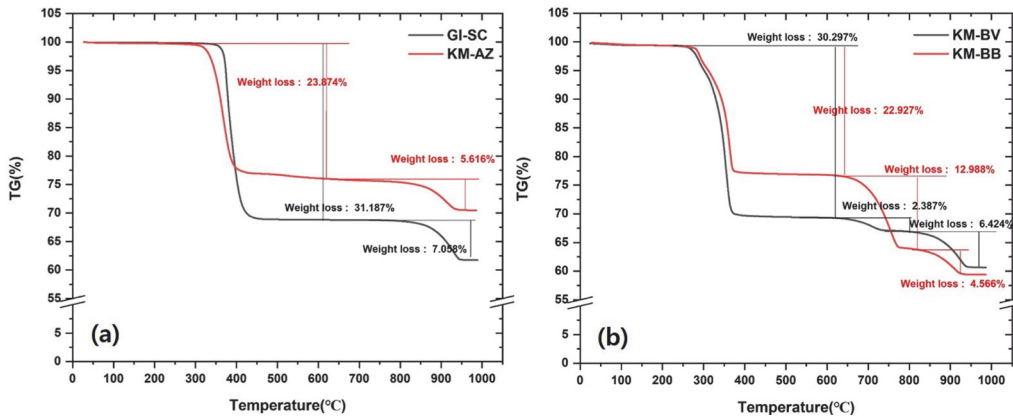 100
95
90
85
80
75
70
65
60
55
5
0
TG(%)
GI-SC
KM-AZ
Weight loss : 23.874%
Weight loss : 5.616%
Weight loss : 31.187%
Weight loss : 7.058%
(a)
0 100 200 300 400 500 600 700 800 900 1000
Temperature(℃)
105
100
95
90
85
80
75
70
65
60
55
5
0
TG(%)
KM-BV
KM-BB
Weight loss : 30.297%
Weight loss : 22.927%
Weight loss : 12.988%
Weight loss : 2.387%
Weight loss : 6.424%
Weight loss : 4.566%
(b)
0 100 200 300 400 500 600 700 800 900 1000
Temperature(℃)